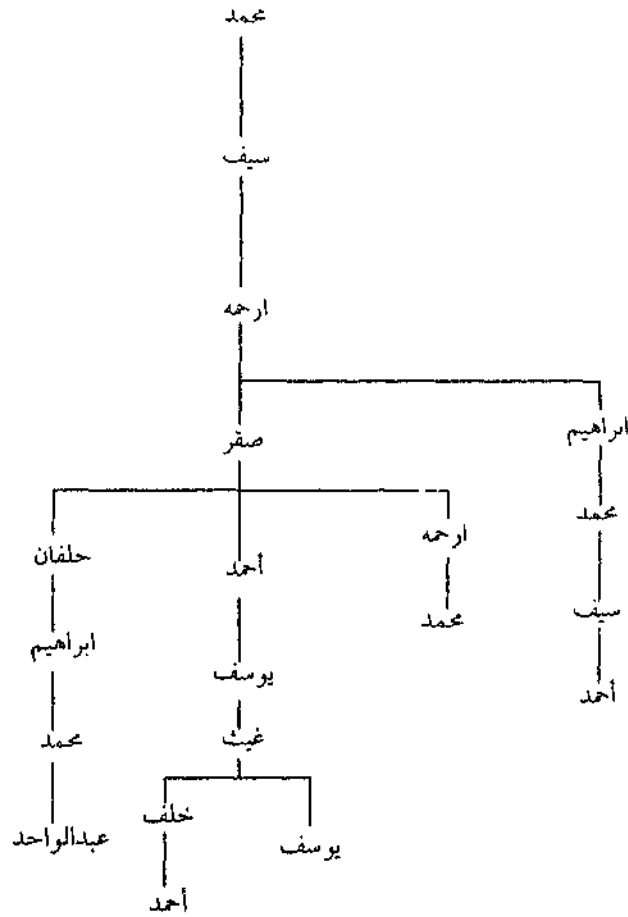 محمد
سيف
ارحمه
ابراهيم
صقر
محمد
ارحمه
أحمد
حلفان
سيف
محمد
ابراهيم
يوسف
أحمد
غيث
محمد
خلف
يوسف
عبدالواحد
أحمد